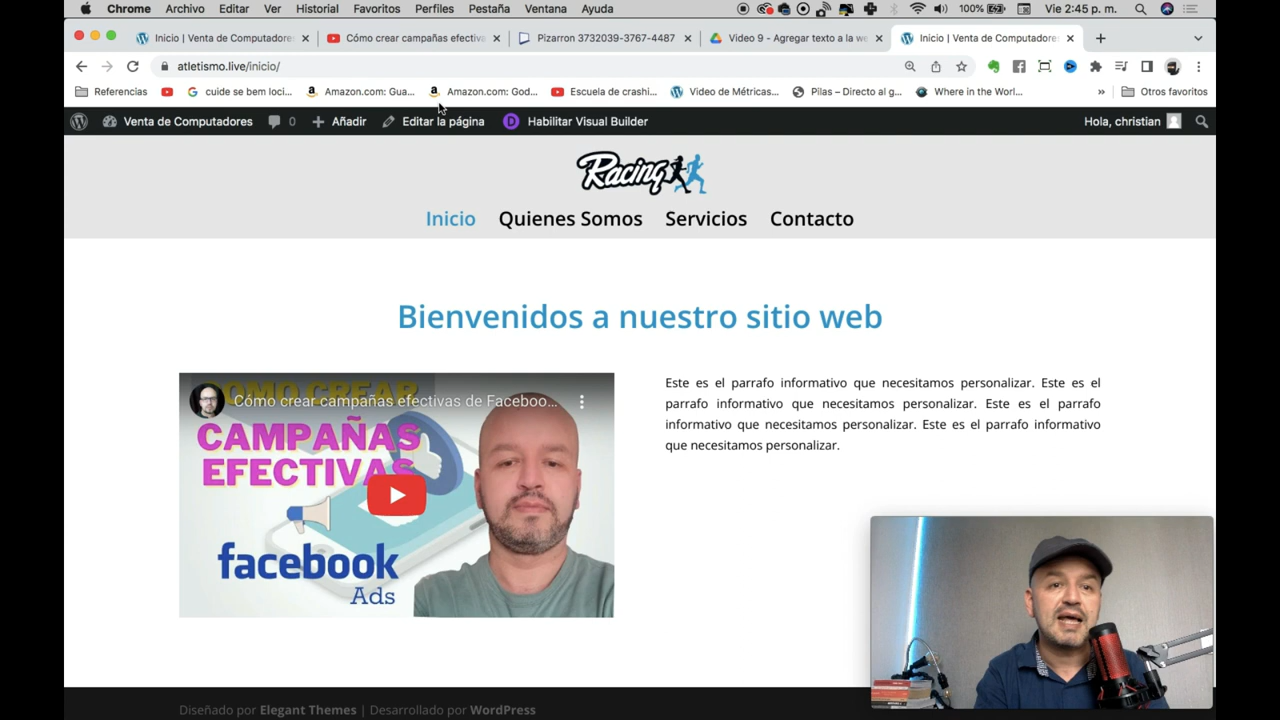 Chrome Archivo Editar Ver Historial Favoritos Perfiles Pestaña Ventana Ayuda 100% Vie 2:45 p. m.
Inicio | Venta de Computadore Cómo crear campañas efectiva Pizarron 3732039-3767-4487 Video 9 - Agregar texto a la we Inicio | Venta de Computadore
atletismo.live/inicio/
Referencias cuide se bem loci... Amazon.com: Gua... Amazon.com: God... Escuela de crashi... Video de Métricas... Pilas – Directo al g... Where in the Worl... » Otros favoritos
Venta de Computadores 0 Añadir Editar la página D Habilitar Visual Builder Hola, christian
Racing
Inicio Quienes Somos Servicios Contacto
Bienvenidos a nuestro sitio web
COMO CREAR
Cómo crear campañas efectivas de Faceboo...
CAMPAÑAS
EFECTIVAS
facebook
Ads
Este es el parrafo informativo que necesitamos personalizar. Este es el
parrafo informativo que necesitamos personalizar. Este es el parrafo
informativo que necesitamos personalizar. Este es el parrafo informativo
que necesitamos personalizar.
Diseñado por Elegant Themes | Desarrollado por WordPress